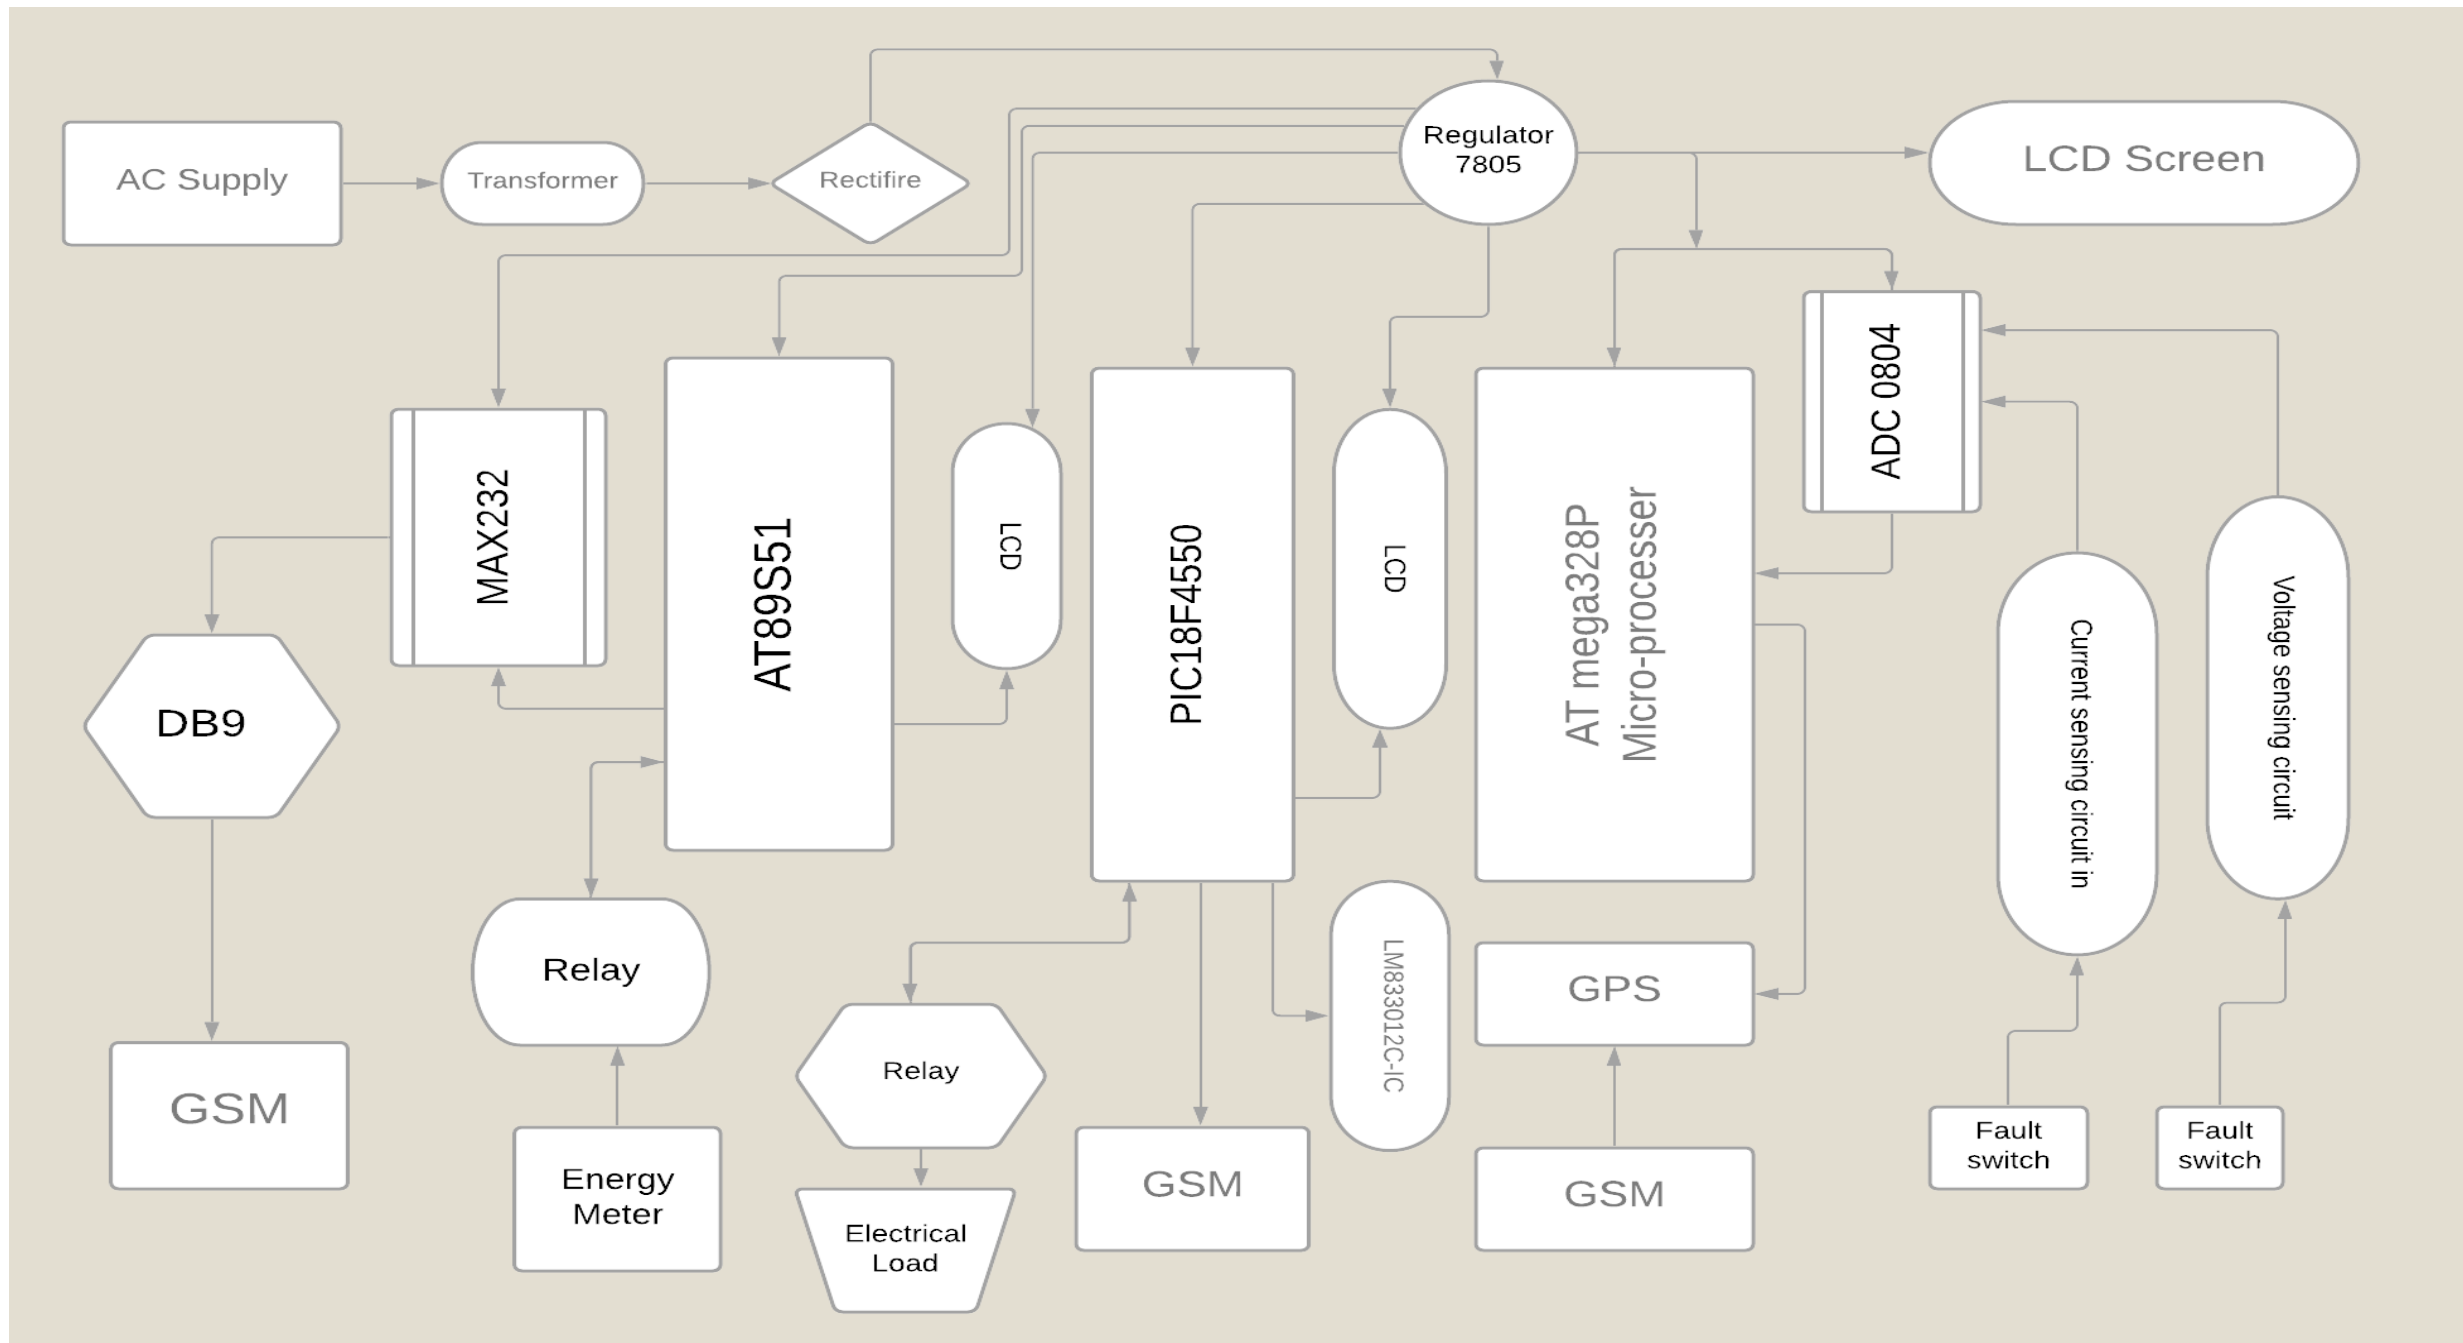 AC Supply
Transformer
Rectifire
Regulator
7805
LCD Screen
MAX232
AT89S51
LCD
PIC18F4550
LCD
AT mega328P
Micro-processer
ADC 0804
Current sensing circuit in
Voltage sensing circuit
DB9
Relay
GSM
Energy
Meter
Relay
Electrical
Load
GSM
LM833012C-IC
GPS
GSM
Fault
switch
Fault
switch